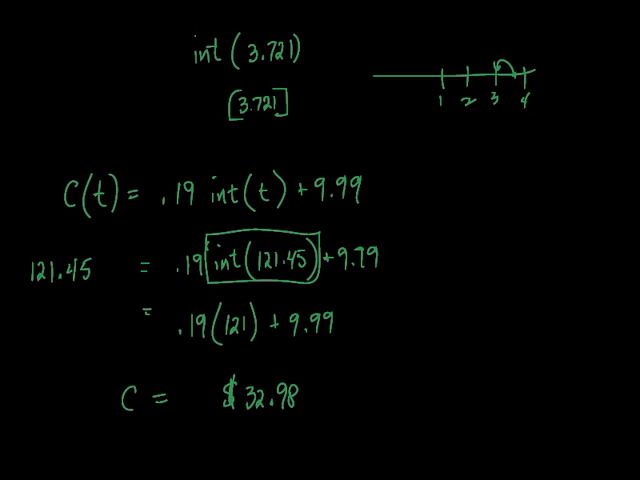 int(3.721)
[3.721]
1 2 3 4
C(t) = .19 int(t) + 9.99
121.45 = .19 int(121.45) + 9.79
= .19(121) + 9.99
C = $32.98